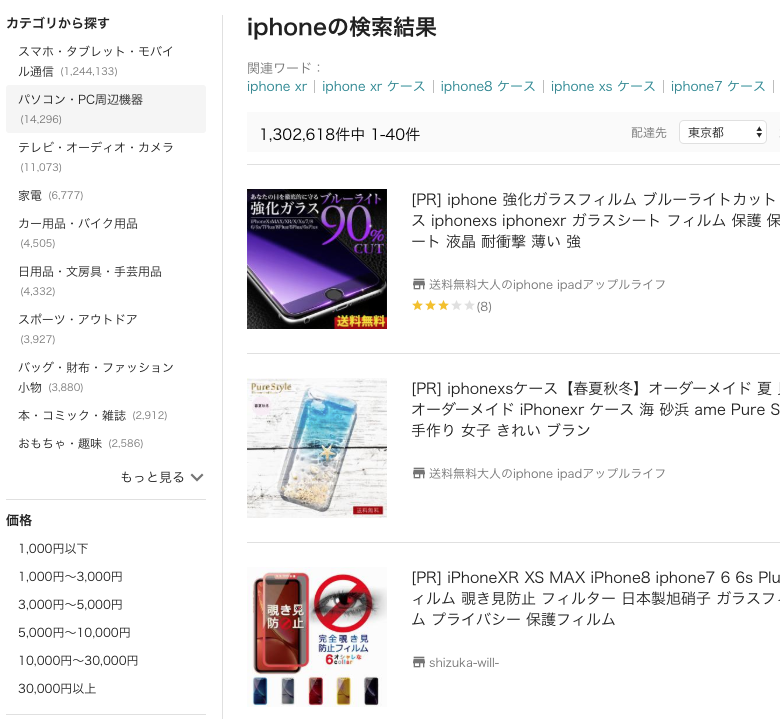 カテゴリから探す
スマホ・タブレット・モバイ
ル通信 (1,244,133)
パソコン・PC周辺機器
(14,296)
テレビ・オーディオ・カメラ
(11,073)
家電 (6,777)
カー用品・バイク用品
(4,505)
日用品・文房具・手芸用品
(4,332)
スポーツ・アウトドア
(3,927)
バッグ・財布・ファッション
小物 (3,880)
本・コミック・雑誌 (2,912)
おもちゃ・趣味 (2,586)
もっと見る
価格
1,000円以下
1,000円〜3,000円
3,000円〜5,000円
5,000円〜10,000円
10,000円〜30,000円
30,000円以上
iphoneの検索結果
関連ワード：
iphone xr | iphone xr ケース | iphone8 ケース | iphone xs ケース | iphone7 ケース |
1,302,618件中 1-40件
配達先 東京都
あなたの目を徹底的に守る ブルーライト
強化ガラス
90%
CUT
送料無料
[PR] iphone 強化ガラスフィルム ブルーライトカット
ス iphonexs iphonexr ガラスシート フィルム 保護 保
ート 液晶 耐衝撃 薄い 強
送料無料大人のiphone ipadアップルライフ
(8)
Pure Style
春夏秋冬
送料無料
[PR] iphonexsケース【春夏秋冬】オーダーメイド 夏
オーダーメイド iPhonexr ケース 海 砂浜 ame Pure S
手作り 女子 きれい ブラン
送料無料大人のiphone ipadアップルライフ
覗き見
防止
完全覗き見
防止フィルム
6オシャレな
collar
[PR] iPhoneXR XS MAX iPhone8 iphone7 6 6s Plu
ィルム 覗き見防止 フィルター 日本製旭硝子 ガラスフ
ム プライバシー 保護フィルム
shizuka-will-